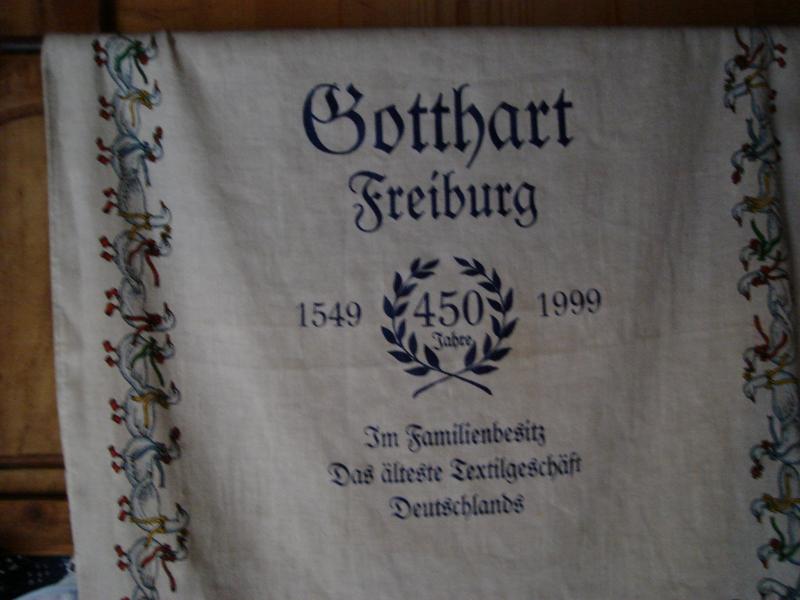 Gotthart
Freiburg
1549 450 1999
Jahre
Im Familienbesitz
Das älteste Textilgeschäft
Deutschlands